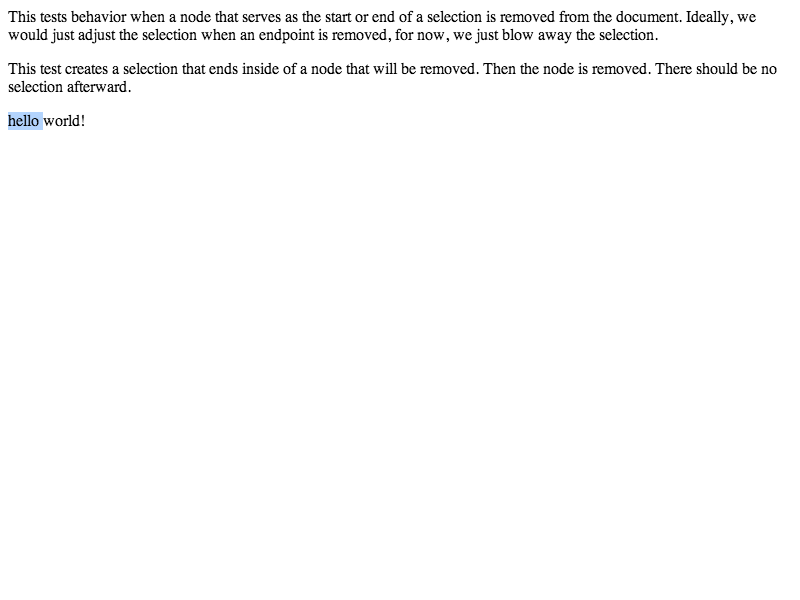 This tests behavior when a node that serves as the start or end of a selection is removed from the document. Ideally, we
would just adjust the selection when an endpoint is removed, for now, we just blow away the selection.
This test creates a selection that ends inside of a node that will be removed. Then the node is removed. There should be no
selection afterward.
hello world!